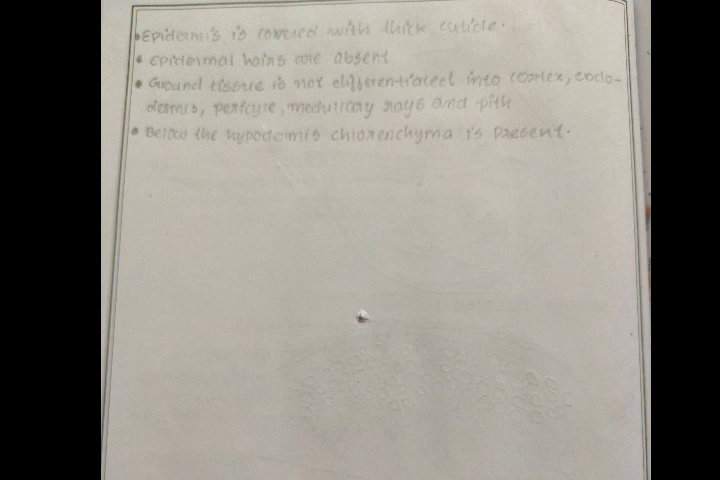 • Epidermis is covered with thick cuticle.
• Epidermal hairs are absent
• Ground tissue is not differentiated into cortex, endo-
dermis, pericycle, medullary rays and pith
• Below the hypodermis chlorenchyma is present.